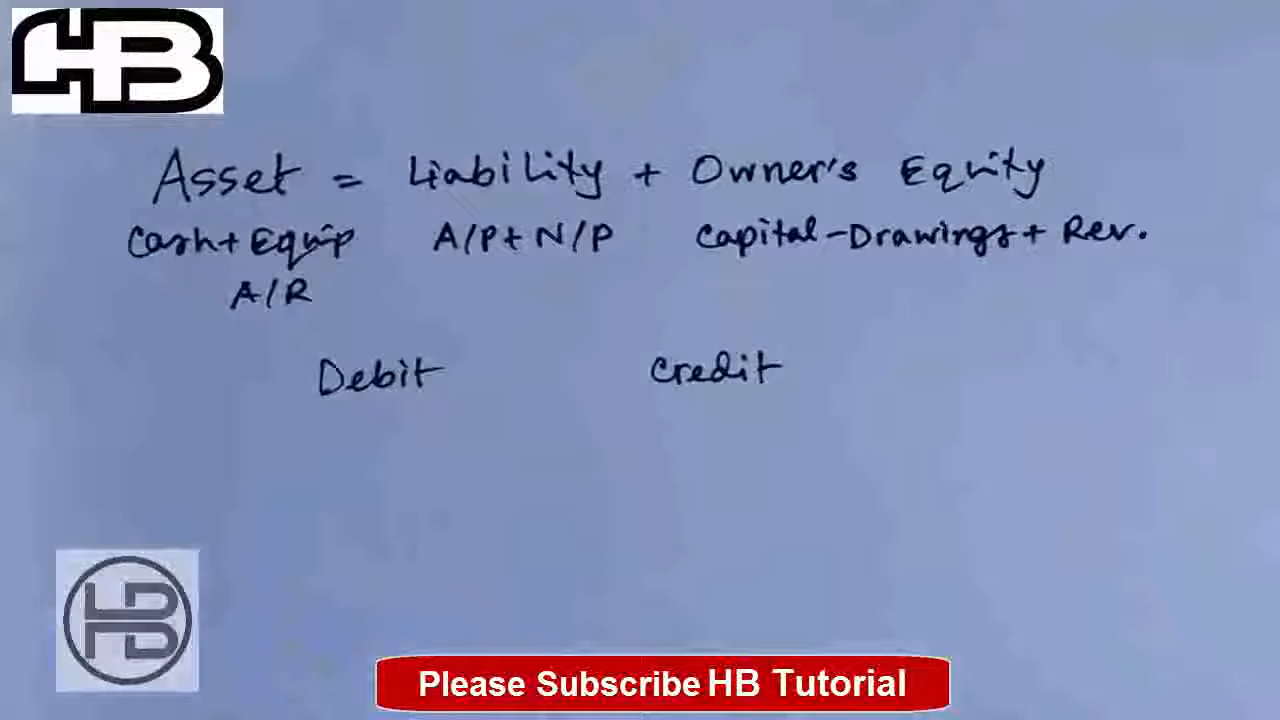 HB
Asset = Liability + Owner's Equity
Cash + Equip A/P + N/P Capital - Drawings + Rev.
A/R
Debit Credit
HB
Please Subscribe HB Tutorial